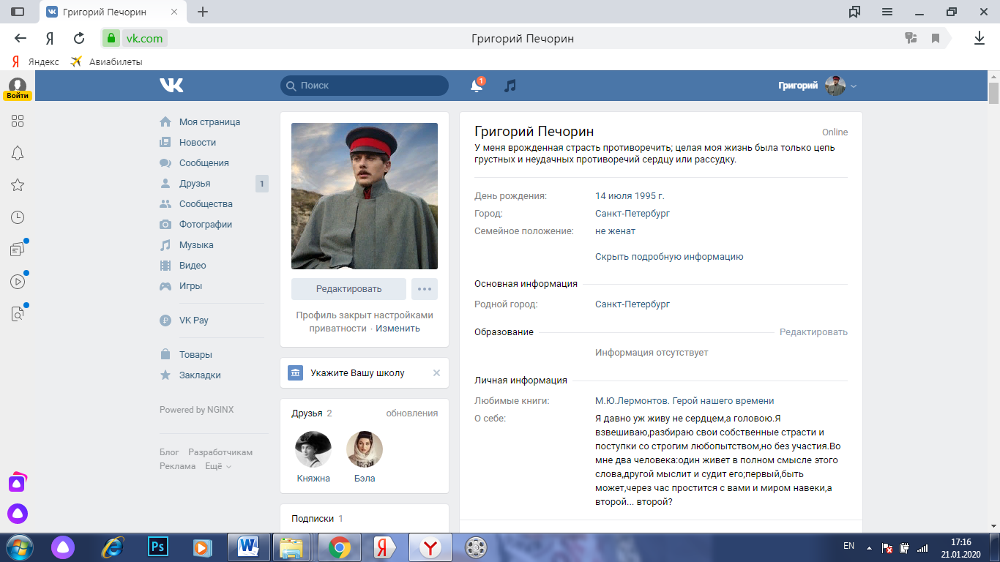 Григорий Печорин
vk.com
Григорий Печорин
Яндекс
Авиабилеты
Войти
Поиск
1
Григорий
Моя страница
Новости
Сообщения
Друзья
1
Сообщества
Фотографии
Музыка
Видео
Игры
VK Pay
Товары
Закладки
Powered by NGINX
Блог Разработчикам
Реклама Ещё
Редактировать
Профиль закрыт настройками
приватности · Изменить
Укажите Вашу школу
Друзья 2
обновления
Княжна
Бэла
Подписки 1
Григорий Печорин
Online
У меня врожденная страсть противоречить; целая моя жизнь была только цепь
грустных и неудачных противоречий сердцу или рассудку.
День рождения: 14 июля 1995 г.
Город: Санкт-Петербург
Семейное положение: не женат
Скрыть подробную информацию
Основная информация
Родной город: Санкт-Петербург
Образование
Редактировать
Информация отсутствует
Личная информация
Любимые книги: М.Ю.Лермонтов. Герой нашего времени
О себе: Я давно уж живу не сердцем,а головою.Я
взвешиваю,разбираю свои собственные страсти и
поступки со строгим любопытством,но без участия.Во
мне два человека:один живет в полном смысле этого
слова,другой мыслит и судит его;первый,быть
может,через час простится с вами и миром навеки,а
второй... второй?
Ps
EN
17:16
21.01.2020